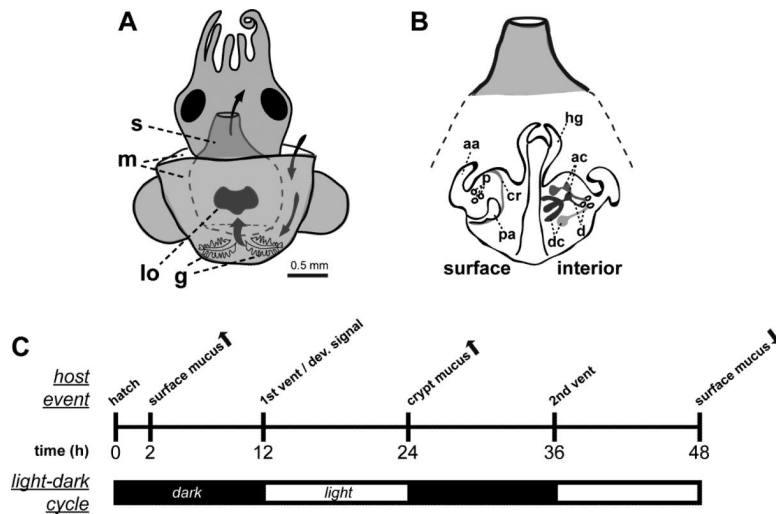 A
s
m
lo
g
0.5 mm
B
hg
aa
p
cr
ac
pa
dc
d
surface
interior
C
host
event
hatch
surface mucus
1st vent / dev. signal
crypt mucus
2nd vent
surface mucus
time (h)
0 2 12 24 36 48
light-dark
cycle
dark
light